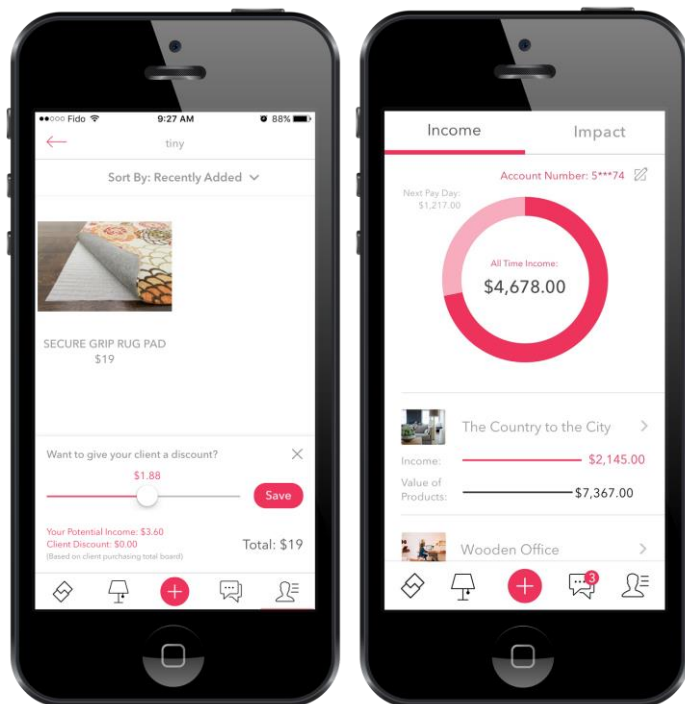 Fido
9:27 AM
88%
tiny
Sort By: Recently Added
SECURE GRIP RUG PAD
$19
Want to give your client a discount?
$1.88
Save
Your Potential Income: $3.60
Client Discount: $0.00
(Based on client purchasing total board)
Total: $19
Income
Impact
Account Number: 5***74
Next Pay Day:
$1,217.00
All Time Income:
$4,678.00
The Country to the City
Income:
$2,145.00
Value of
Products:
$7,367.00
Wooden Office
3